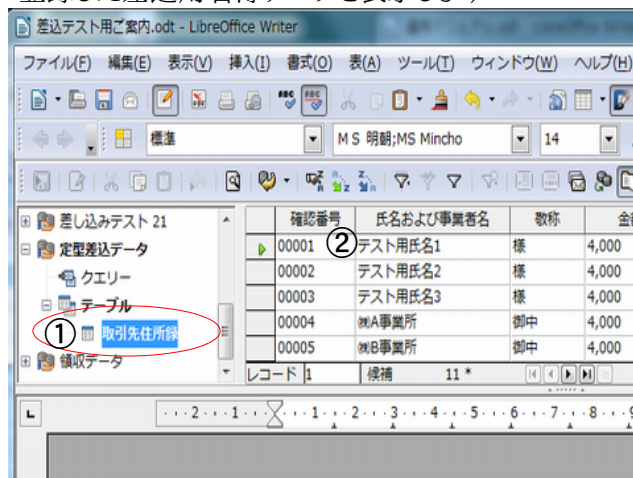 差込テスト用ご案内.odt - LibreOffice Writer
ファイル(F) 編集(E) 表示(V) 挿入(I) 書式(O) 表(A) ツール(T) ウィンドウ(W) ヘルプ(H)
標準 MS 明朝;MS Mincho 14
差し込みテスト 21
定型差込データ
クエリー
テーブル
① 取引先住所録
領収データ
確認番号 氏名および事業者名 敬称
00001 ② テスト用氏名1 様 4,000
00002 テスト用氏名2 様 4,000
00003 テスト用氏名3 様 4,000
00004 ㈱A事業所 御中 4,000
00005 ㈱B事業所 御中 4,000
レコード 1 候補 11 *
2 1 1 2 3 4 5 6 7 8 9